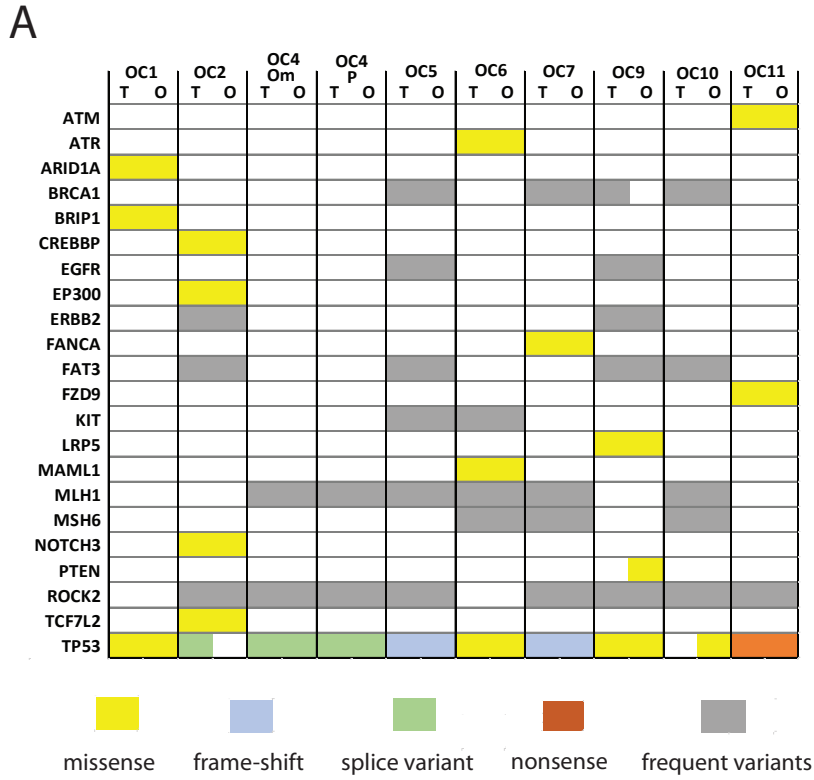 A
OC1 OC2 OC4 Om OC4 P OC5 OC6 OC7 OC9 OC10 OC11
T O T O T O T O T O T O T O T O T O T O
ATM
ATR
ARID1A
BRCA1
BRIP1
CREBBP
EGFR
EP300
ERBB2
FANCA
FAT3
FZD9
KIT
LRP5
MAML1
MLH1
MSH6
NOTCH3
PTEN
ROCK2
TCF7L2
TP53
missense frame-shift splice variant nonsense frequent variants